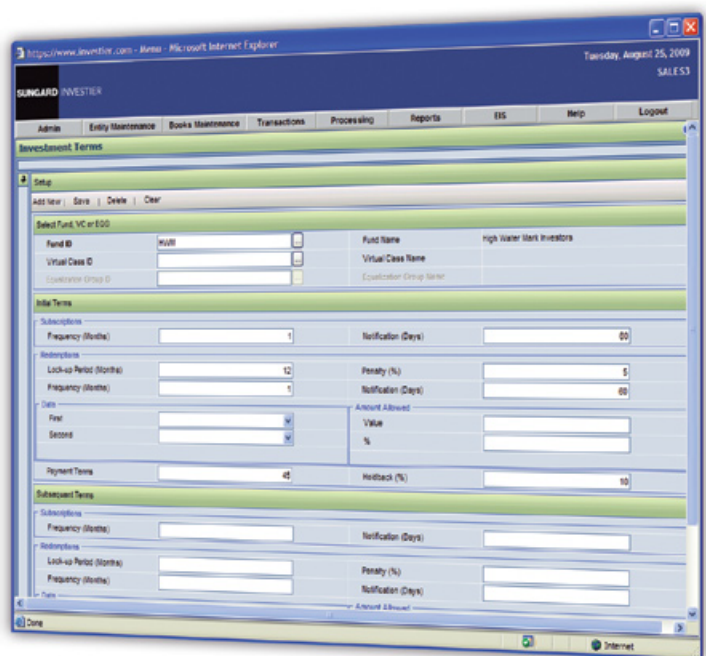 https://www.investier.com - Menu - Microsoft Internet Explorer
Tuesday, August 25, 2009
SALES3
SUNGARD INVESTIER
Admin Entity Maintenance Books Maintenance Transactions Processing Reports EIS Help Logout
Investment Terms
Setup
Add New | Save | Delete | Clear
Select Fund, VC or EQG
Fund ID HWM ... Fund Name High Water Mark Investors
Virtual Class ID ... Virtual Class Name
Equalization Group ID ... Equalization Group Name
Initial Terms
Subscriptions
Frequency (Months) 1 Notification (Days) 60
Redemptions
Lock-up Period (Months) 12 Penalty (%) 5
Frequency (Months) 1 Notification (Days) 60
Date Amount Allowed
First Value
Second %
Payment Terms 45 Holdback (%) 10
Subsequent Terms
Subscriptions
Frequency (Months) Notification (Days)
Redemptions
Lock-up Period (Months) Penalty (%)
Frequency (Months) Notification (Days)
Date Amount Allowed
Done Internet